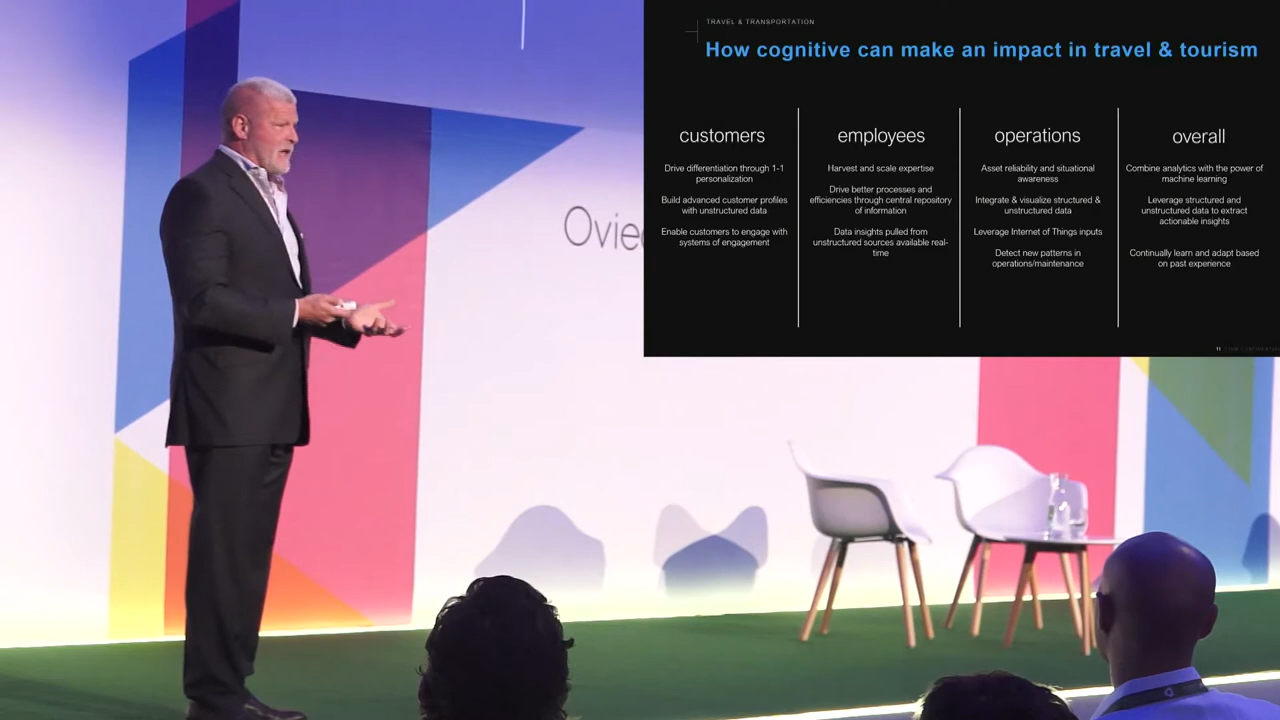 TRAVEL & TRANSPORTATION
How cognitive can make an impact in travel & tourism
customers
Drive differentiation through 1-1
personalization
Build advanced customer profiles
with unstructured data
Enable customers to engage with
systems of engagement
employees
Harvest and scale expertise
Drive better processes and
efficiencies through central repository
of information
Data insights pulled from
unstructured sources available real-
time
operations
Asset reliability and situational
awareness
Integrate & visualize structured &
unstructured data
Leverage Internet of Things inputs
Detect new patterns in
operations/maintenance
overall
Combine analytics with the power of
machine learning
Leverage structured and
unstructured data to extract
actionable insights
Continually learn and adapt based
on past experience
11